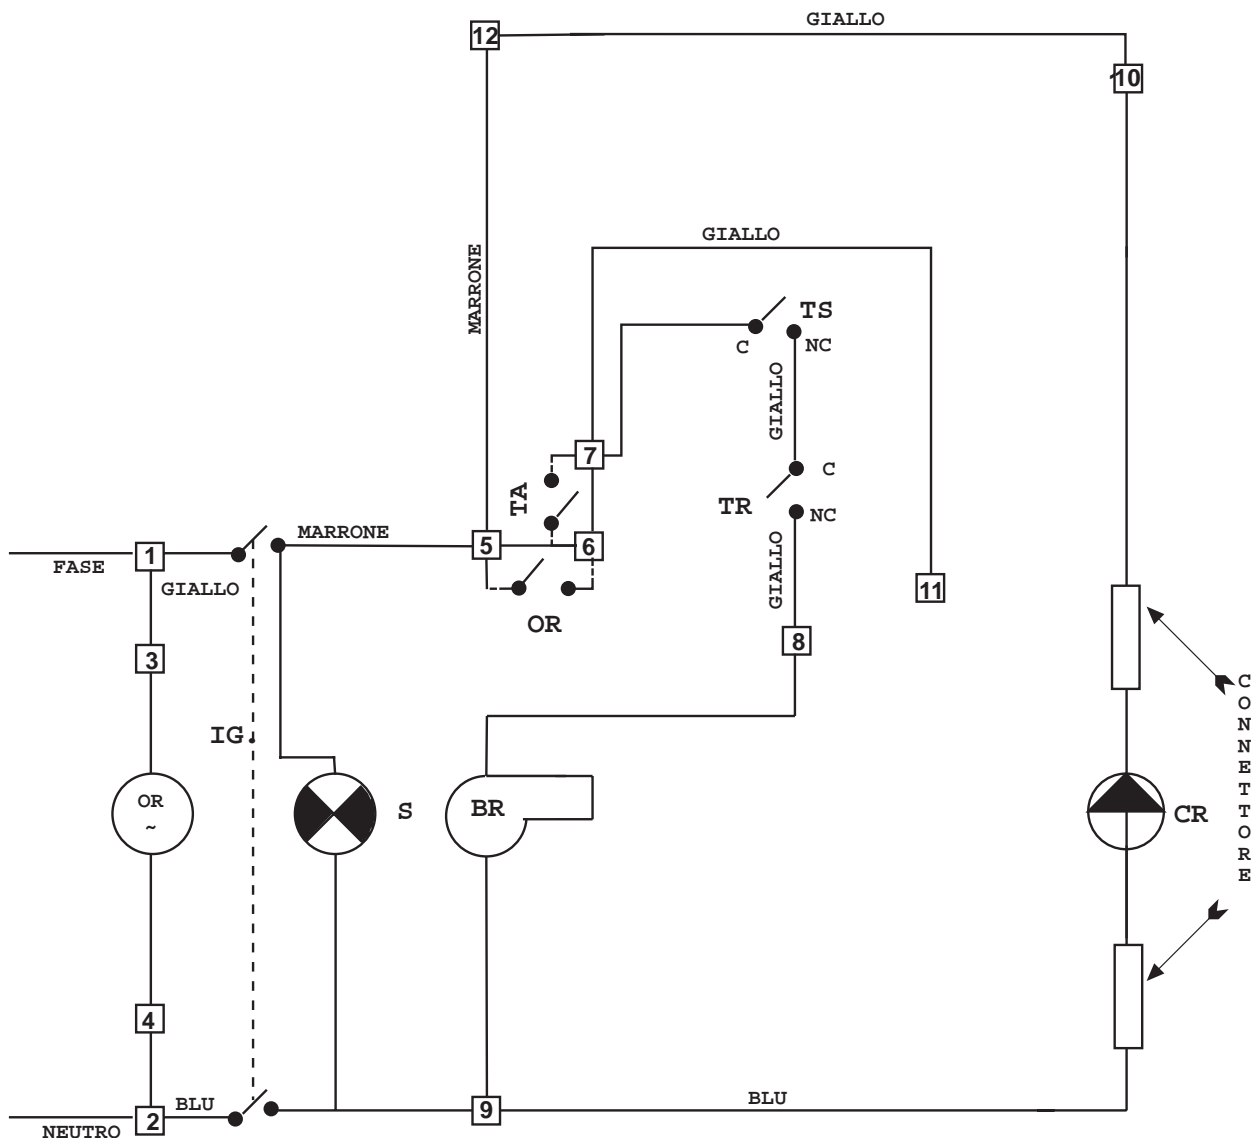 GIALLO
12
10
GIALLO
MARRONE
TS
C
NC
GIALLO
7
C
TA
TR
NC
MARRONE
5
6
1
FASE
GIALLO
GIALLO
11
OR
8
3
CONNETTORE
IG
OR
~
S
BR
CR
4
BLU
9
BLU
2
NEUTRO